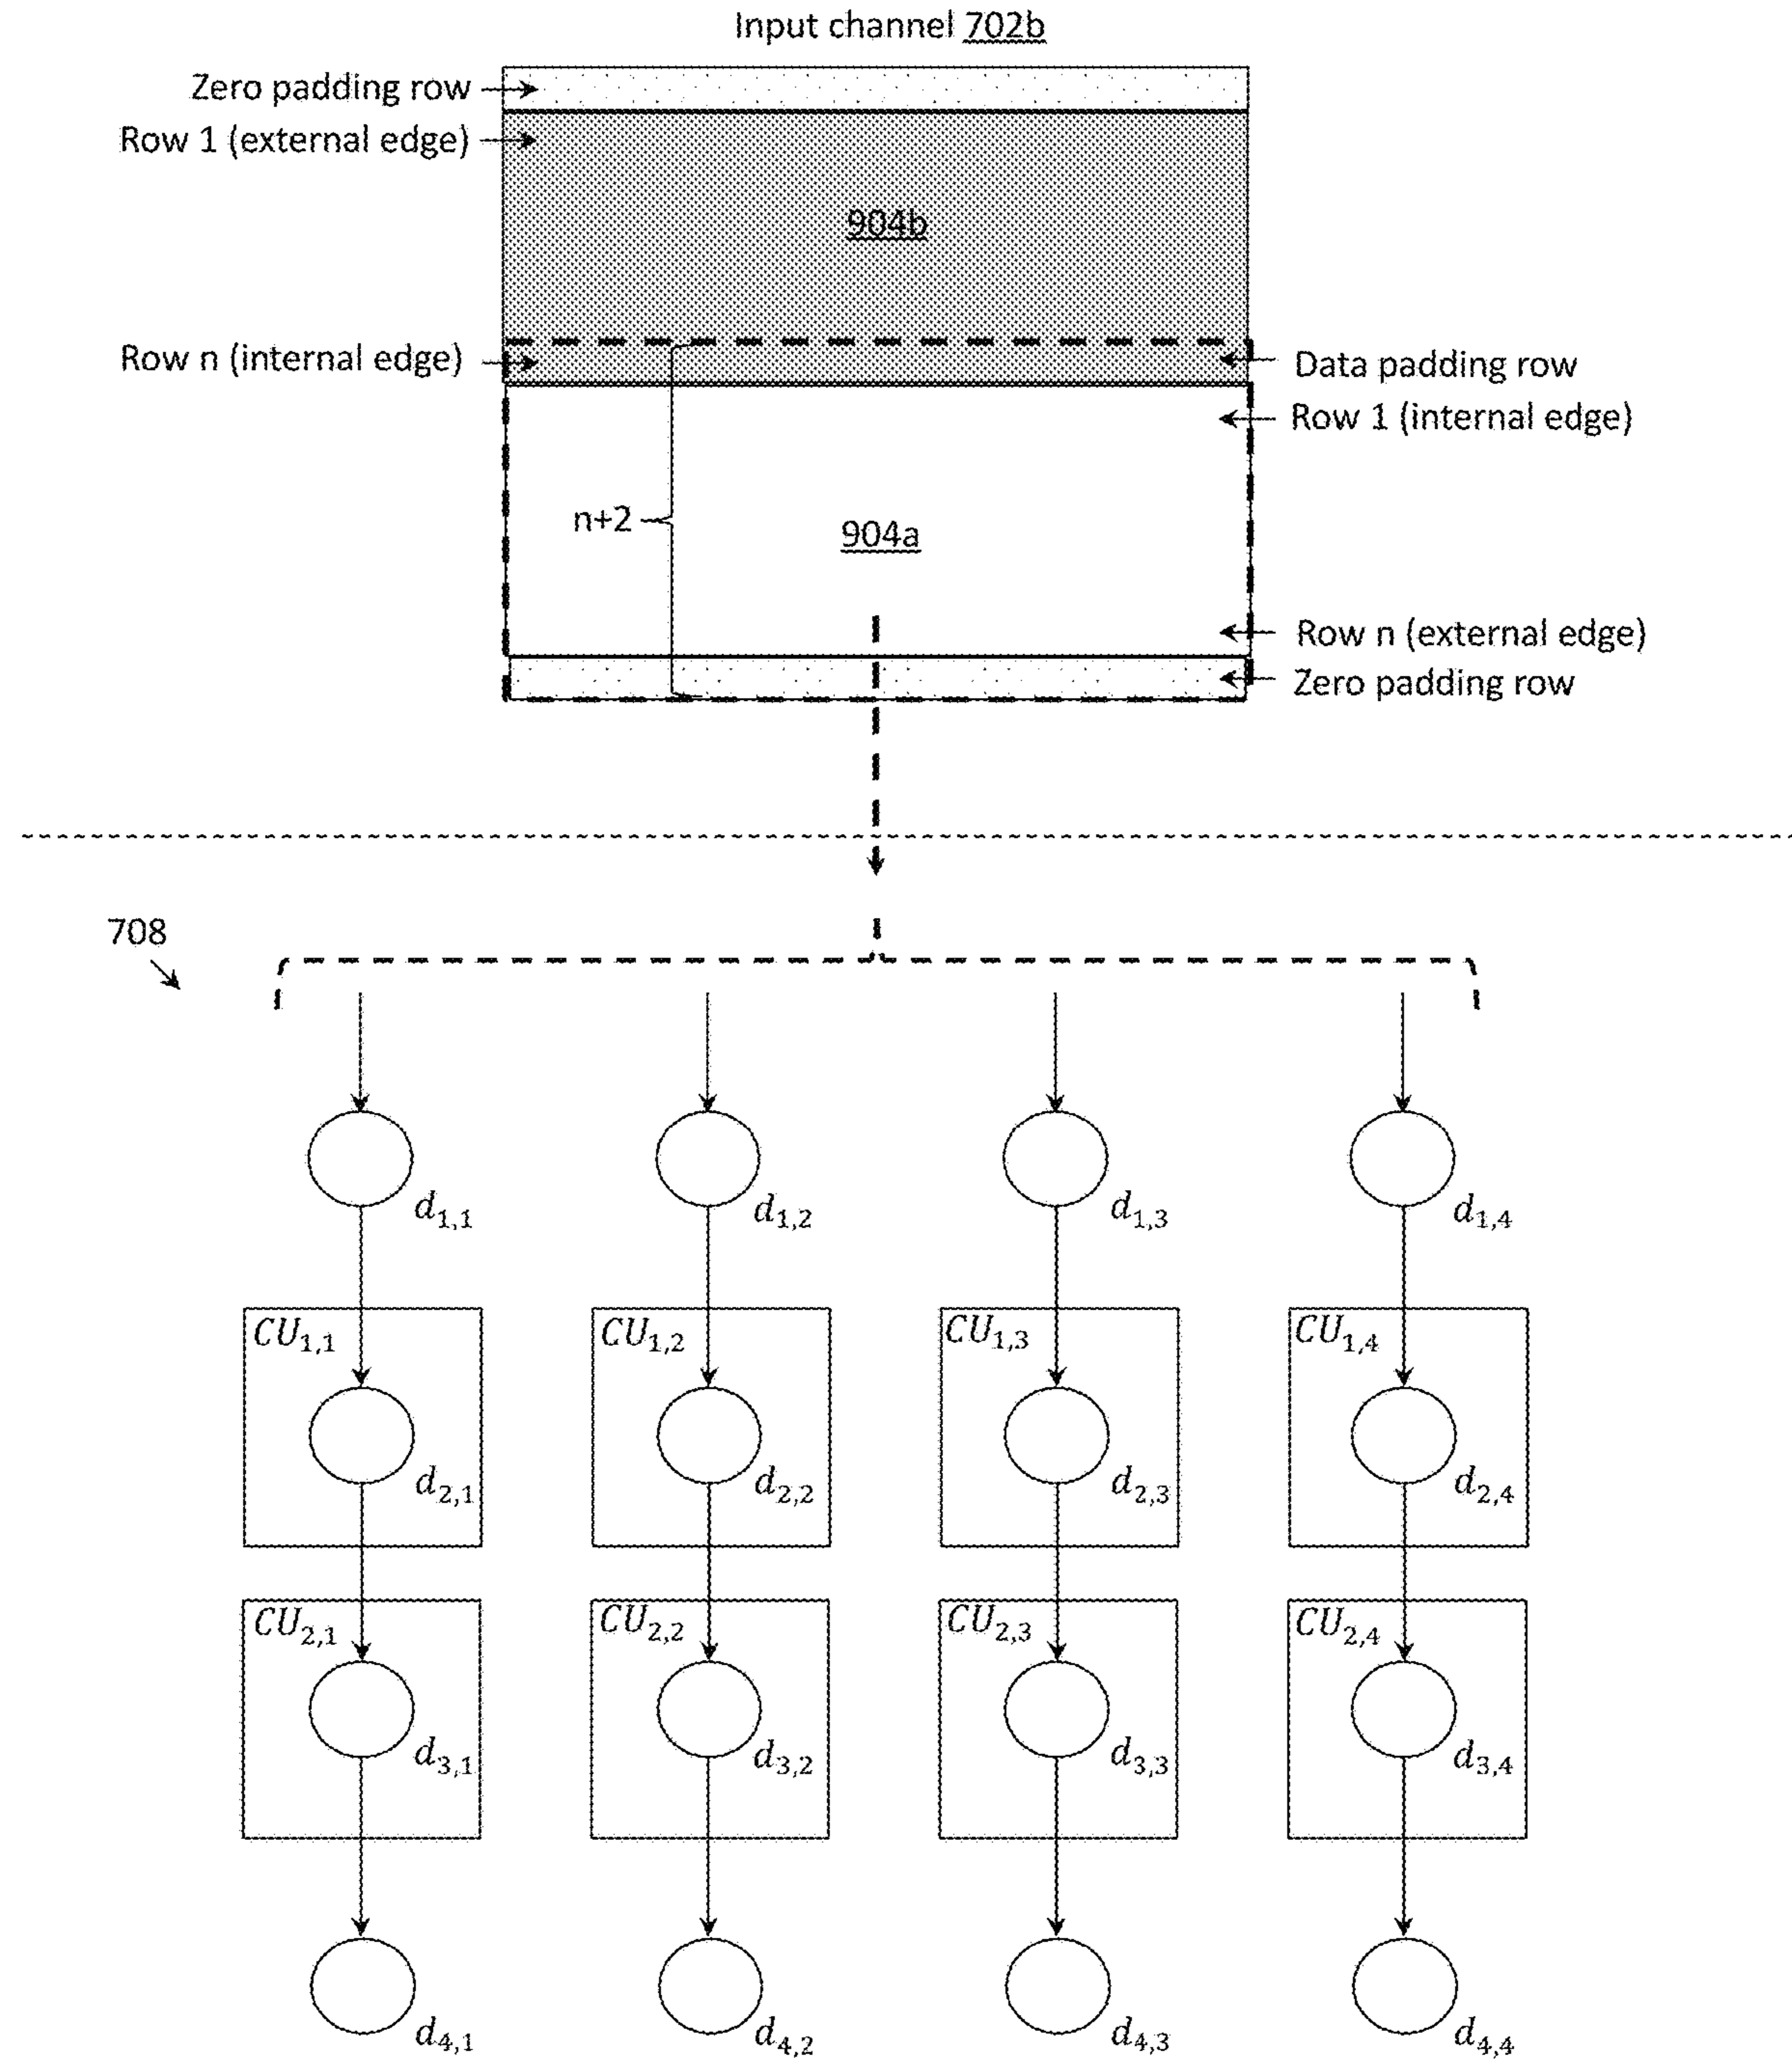 Input channel 702b
Zero padding row
Row 1 (external edge)
904b
Row n (internal edge)
Data padding row
Row 1 (internal edge)
n+2
904a
Row n (external edge)
Zero padding row
708
d1,1 d1,2 d1,3 d1,4
CU1,1 CU1,2 CU1,3 CU1,4
d2,1 d2,2 d2,3 d2,4
CU2,1 CU2,2 CU2,3 CU2,4
d3,1 d3,2 d3,3 d3,4
d4,1 d4,2 d4,3 d4,4